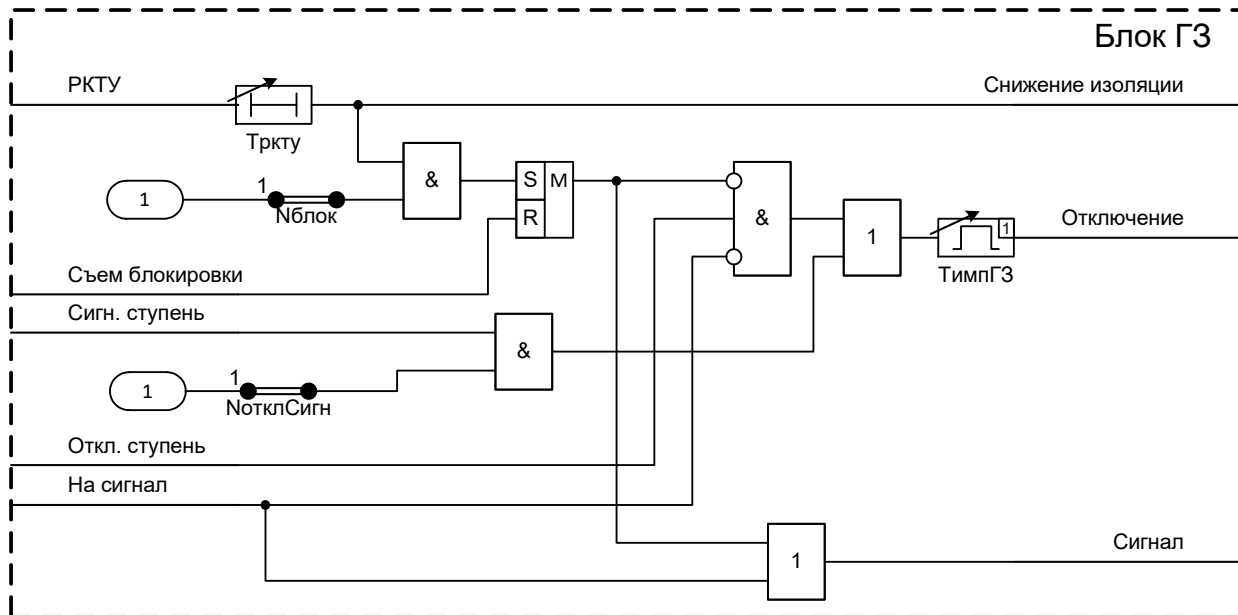 Блок ГЗ
РКТУ
Снижение изоляции
Тркту
&
1
1
Nблок
S
M
R
&
1
1
Отключение
ТимпГЗ
Съем блокировки
Сигн. ступень
&
1
1
NотклСигн
Откл. ступень
На сигнал
1
Сигнал